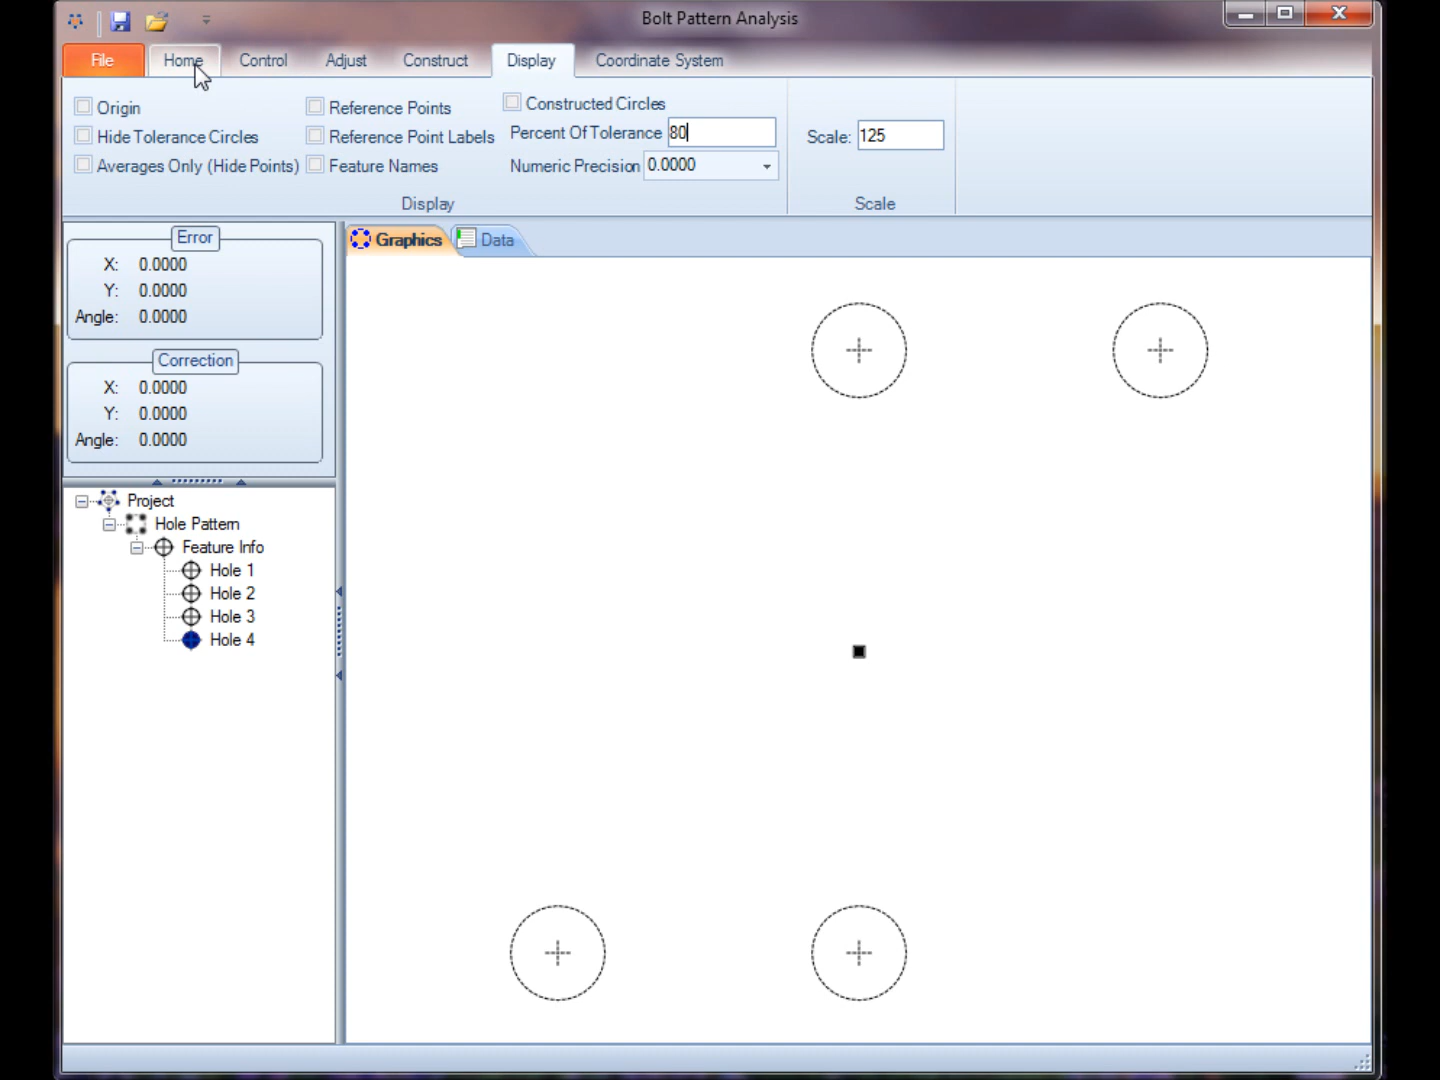 Bolt Pattern Analysis
File Home Control Adjust Construct Display Coordinate System
Origin Reference Points Constructed Circles
Hide Tolerance Circles Reference Point Labels Percent Of Tolerance 80 Scale: 125
Averages Only (Hide Points) Feature Names Numeric Precision 0.0000
Display Scale
Error
X: 0.0000
Y: 0.0000
Angle: 0.0000
Correction
X: 0.0000
Y: 0.0000
Angle: 0.0000
Graphics Data
Project
Hole Pattern
Feature Info
Hole 1
Hole 2
Hole 3
Hole 4